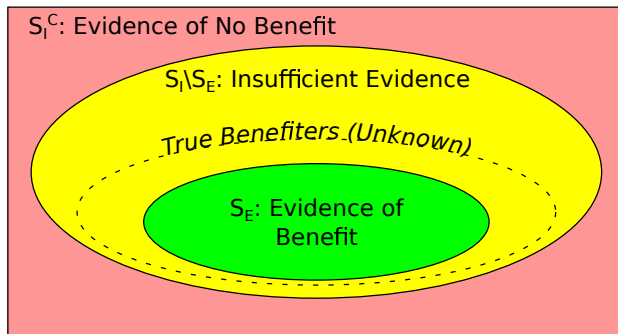 S_I^C: Evidence of No Benefit
S_I\S_E: Insufficient Evidence
True Benefiters (Unknown)
S_E: Evidence of
Benefit